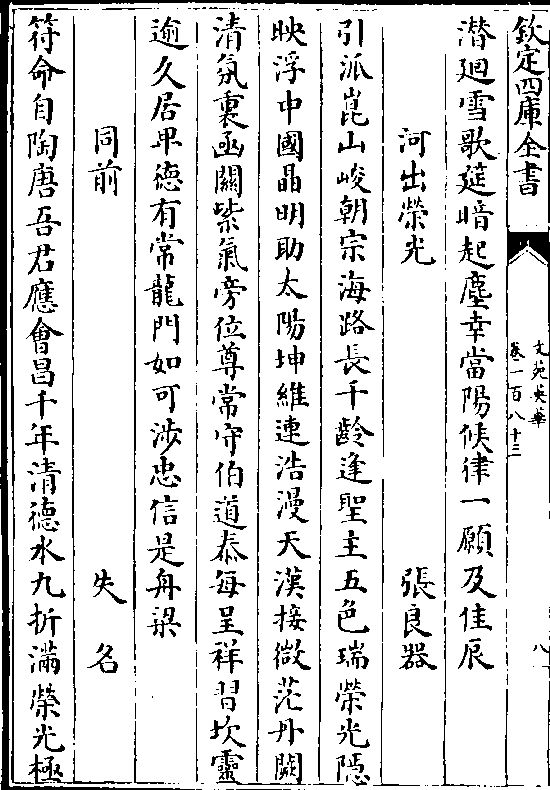 欽定四庫全書
文苑英華
卷一百八十三
八
潛廻雪歌筵暗起塵幸當陽候律一願及佳辰
河出榮光 張良器
引派崑山峻朝宗海路長千齡逢聖主五色瑞榮光隠
映浮中國晶明助太陽坤維連浩漫天漢接微茫丹闕
清氛裏函關紫氣旁位尊常守伯道泰每呈祥習坎靈
逾久居卑德有常龍門如可涉忠信是舟梁
同前 失名
符命自陶唐吾君應會昌千年清德水九折滿榮光極